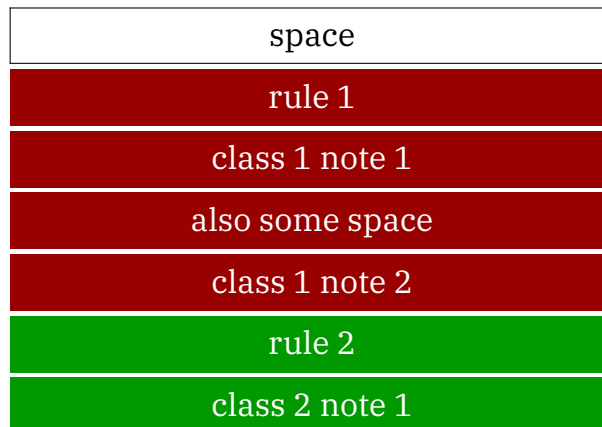 space
rule 1
class 1 note 1
also some space
class 1 note 2
rule 2
class 2 note 1